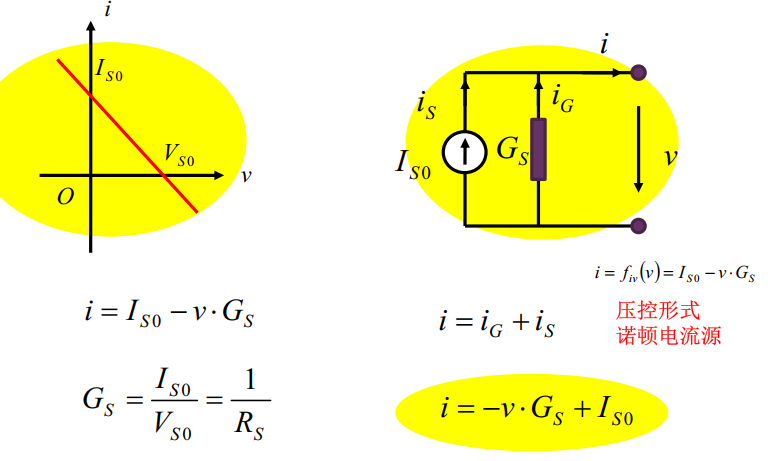 i
I_{S0}
V_{S0}
v
O
i = I_{S0} - v \cdot G_S
G_S = \frac{I_{S0}}{V_{S0}} = \frac{1}{R_S}
i
i_S
i_G
I_{S0}
G_S
v
i = f_{iv}(v) = I_{S0} - v \cdot G_S
压控形式
诺顿电流源
i = i_G + i_S
i = -v \cdot G_S + I_{S0}